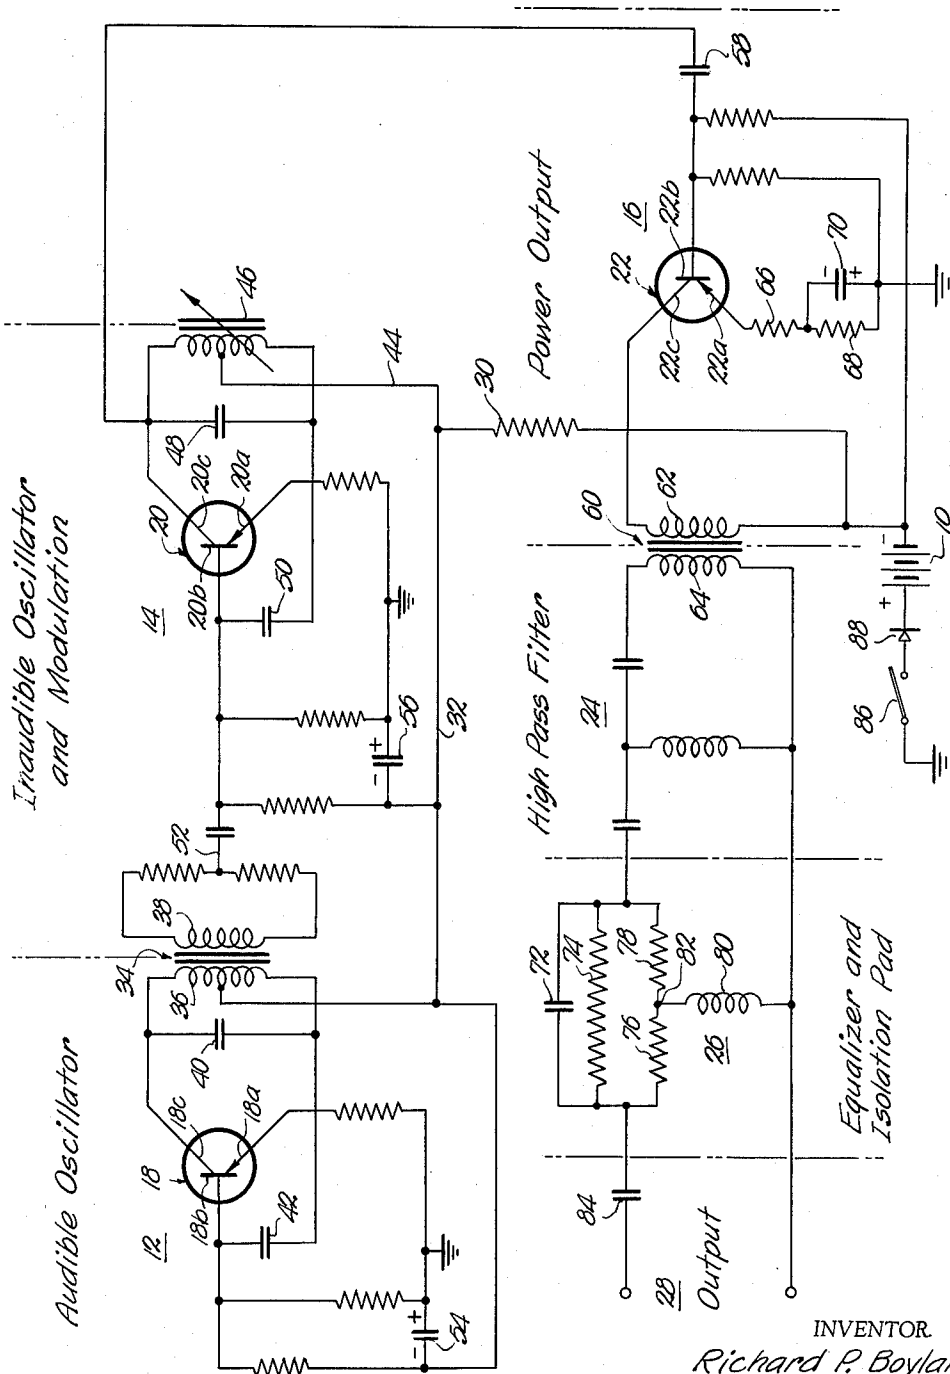 Audible Oscillator
Inaudible Oscillator
and Modulation
Power Output
High Pass Filter
Equalizer and
Isolation Pad
Output
12
18
18b
18c
18a
42
40
36
34
38
54
52
14
20
20b
20c
20a
48
50
46
44
56
32
30
16
22
22b
22c
22a
58
60
62
64
66
68
70
24
72
74
76
78
82
80
26
84
28
86
88
10
+
-
+
-
+
-
-
+
INVENTOR.
Richard P. Boylan